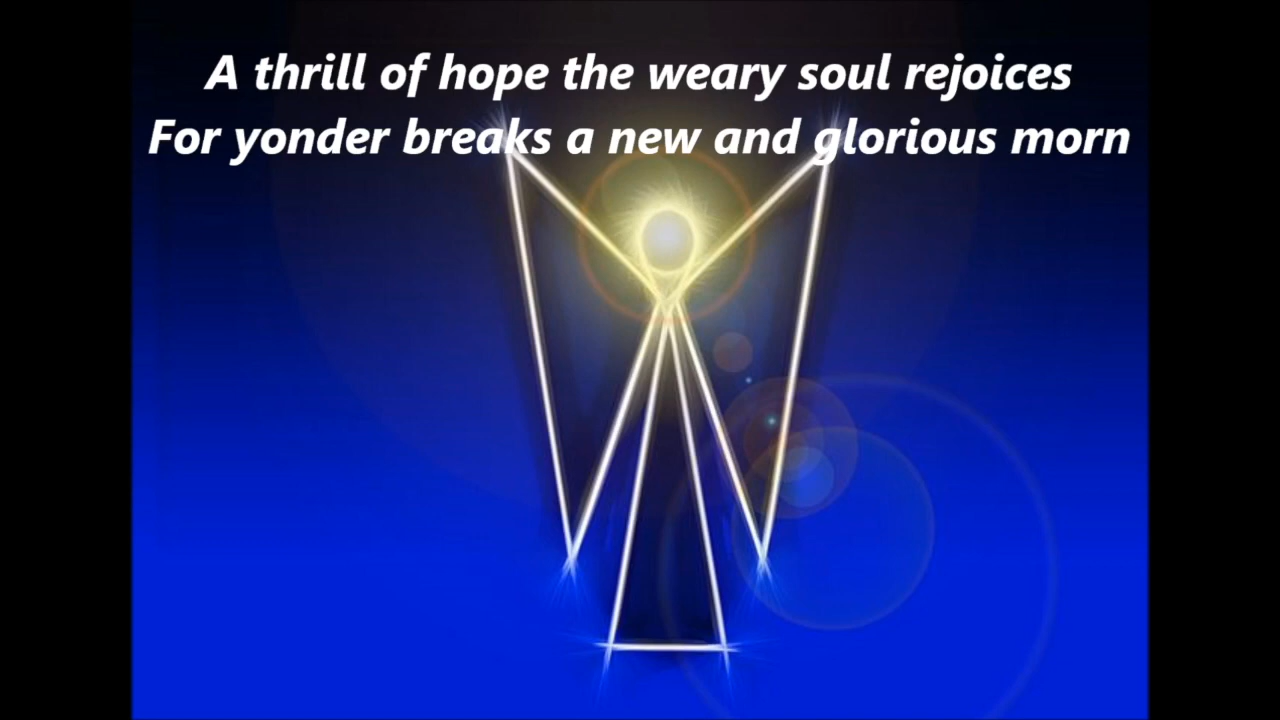 A thrill of hope the weary soul rejoices
For yonder breaks a new and glorious morn